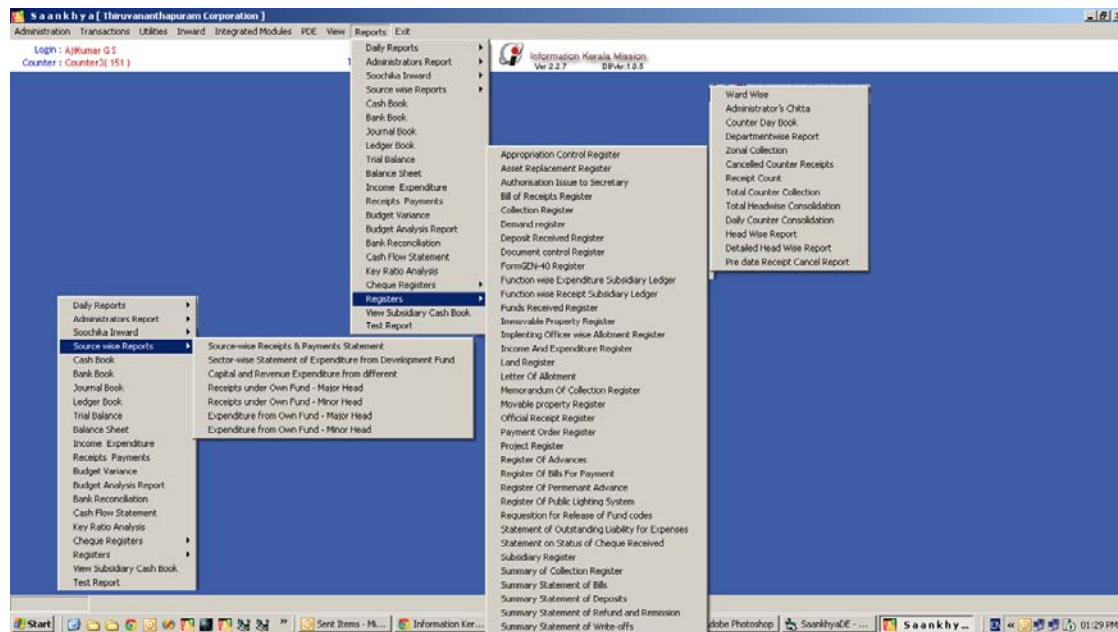 Saankhya [ Thiruvananthapuram Corporation ]
Administration Transactions Utilities Inward Integrated Modules PDE View Reports Exit
Login : AjiKumar G S
Counter : Counter3( 151 )
Information Kerala Mission
Ver 2.2.7 DBVer:1.0.5
Daily Reports
Administrators Report
Soochika Inward
Source wise Reports
Cash Book
Bank Book
Journal Book
Ledger Book
Trial Balance
Balance Sheet
Income Expenditure
Receipts Payments
Budget Variance
Budget Analysis Report
Bank Reconciliation
Cash Flow Statement
Key Ratio Analysis
Cheque Registers
Registers
View Subsidiary Cash Book
Test Report
Appropriation Control Register
Asset Replacement Register
Authorisation Issue to Secretary
Bill of Receipts Register
Collection Register
Demand register
Deposit Received Register
Document control Register
FormGEN-40 Register
Function wise Expenditure Subsidiary Ledger
Function wise Receipt Subsidiary Ledger
Funds Received Register
Immovable Property Register
Implenting Officer wise Allotment Register
Income And Expenditure Register
Land Register
Letter Of Allotment
Memorandum Of Collection Register
Movable property Register
Official Receipt Register
Payment Order Register
Project Register
Register Of Advances
Register Of Bills For Payment
Register Of Permenant Advance
Register Of Public Lighting System
Requestion for Release of Fund codes
Statement of Outstanding Liability for Expenses
Statement on Status of Cheque Received
Subsidiary Register
Summary of Collection Register
Summary Statement of Bills
Summary Statement of Deposits
Summary Statement of Refund and Remission
Summary Statement of Write-offs
Ward Wise
Administrator's Chitta
Counter Day Book
Departmentwise Report
Zonal Collection
Cancelled Counter Receipts
Receipt Count
Total Counter Collection
Total Headwise Consolidation
Daily Counter Consolidation
Head Wise Report
Detailed Head Wise Report
Pre date Receipt Cancel Report
Daily Reports
Administrators Report
Soochika Inward
Source wise Reports
Cash Book
Bank Book
Journal Book
Ledger Book
Trial Balance
Balance Sheet
Income Expenditure
Receipts Payments
Budget Variance
Budget Analysis Report
Bank Reconciliation
Cash Flow Statement
Key Ratio Analysis
Cheque Registers
Registers
View Subsidiary Cash Book
Test Report
Source-wise Receipts & Payments Statement
Sector-wise Statement of Expenditure from Development Fund
Capital and Revenue Expenditure from different
Receipts under Own Fund - Major Head
Receipts under Own Fund - Minor Head
Expenditure from Own Fund - Major Head
Expenditure from Own Fund - Minor Head
Start Sent Items - Mi... Information Ker... dobe Photoshop SaankhyaDE - ... Saankhy... 01:29 PM